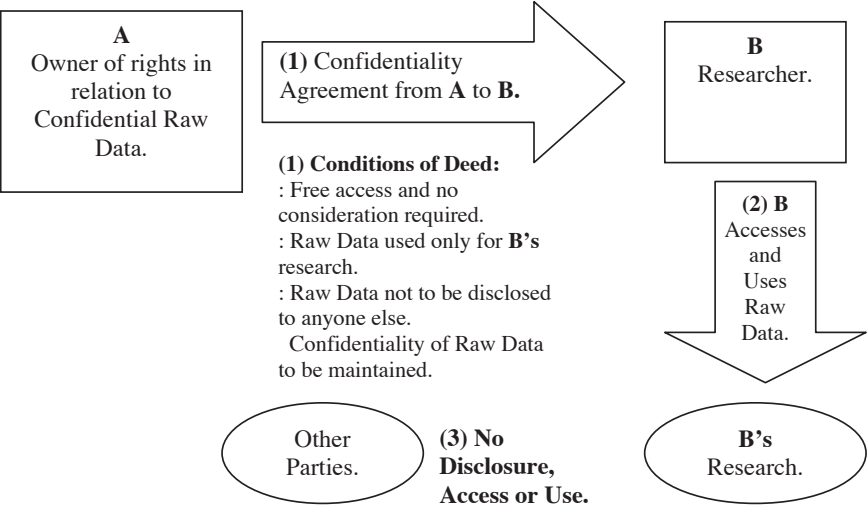 A
Owner of rights in
relation to
Confidential Raw
Data.
(1) Confidentiality
Agreement from A to B.
B
Researcher.
(1) Conditions of Deed:
: Free access and no
consideration required.
: Raw Data used only for B’s
research.
: Raw Data not to be disclosed
to anyone else.
Confidentiality of Raw Data
to be maintained.
(2) B
Accesses
and
Uses
Raw
Data.
Other
Parties.
(3) No
Disclosure,
Access or Use.
B’s
Research.